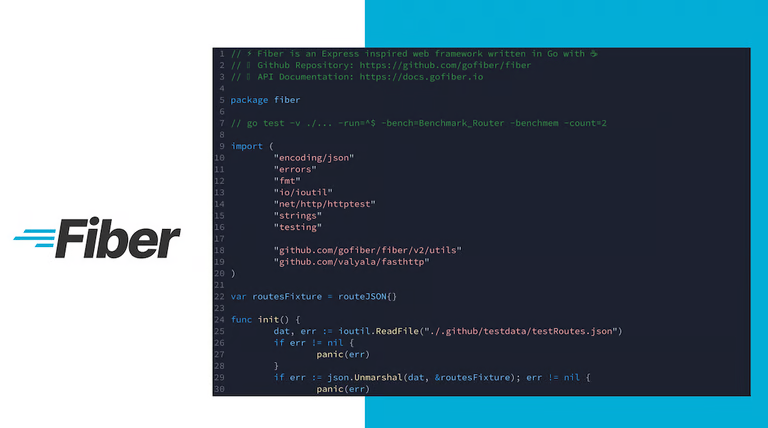 Fiber
1 // ⚡ Fiber is an Express inspired web framework written in Go with ☕
2 // Github Repository: https://github.com/gofiber/fiber
3 // API Documentation: https://docs.gofiber.io
4
5 package fiber
6
7 // go test -v ./... -run=^$ -bench=Benchmark_Router -benchmem -count=2
8
9 import (
10 "encoding/json"
11 "errors"
12 "fmt"
13 "io/ioutil"
14 "net/http/httptest"
15 "strings"
16 "testing"
17
18 "github.com/gofiber/fiber/v2/utils"
19 "github.com/valyala/fasthttp"
20 )
21
22 var routesFixture = routeJSON{}
23
24 func init() {
25 dat, err := ioutil.ReadFile("./.github/testdata/testRoutes.json")
26 if err != nil {
27 panic(err)
28 }
29 if err := json.Unmarshal(dat, &routesFixture); err != nil {
30 panic(err)